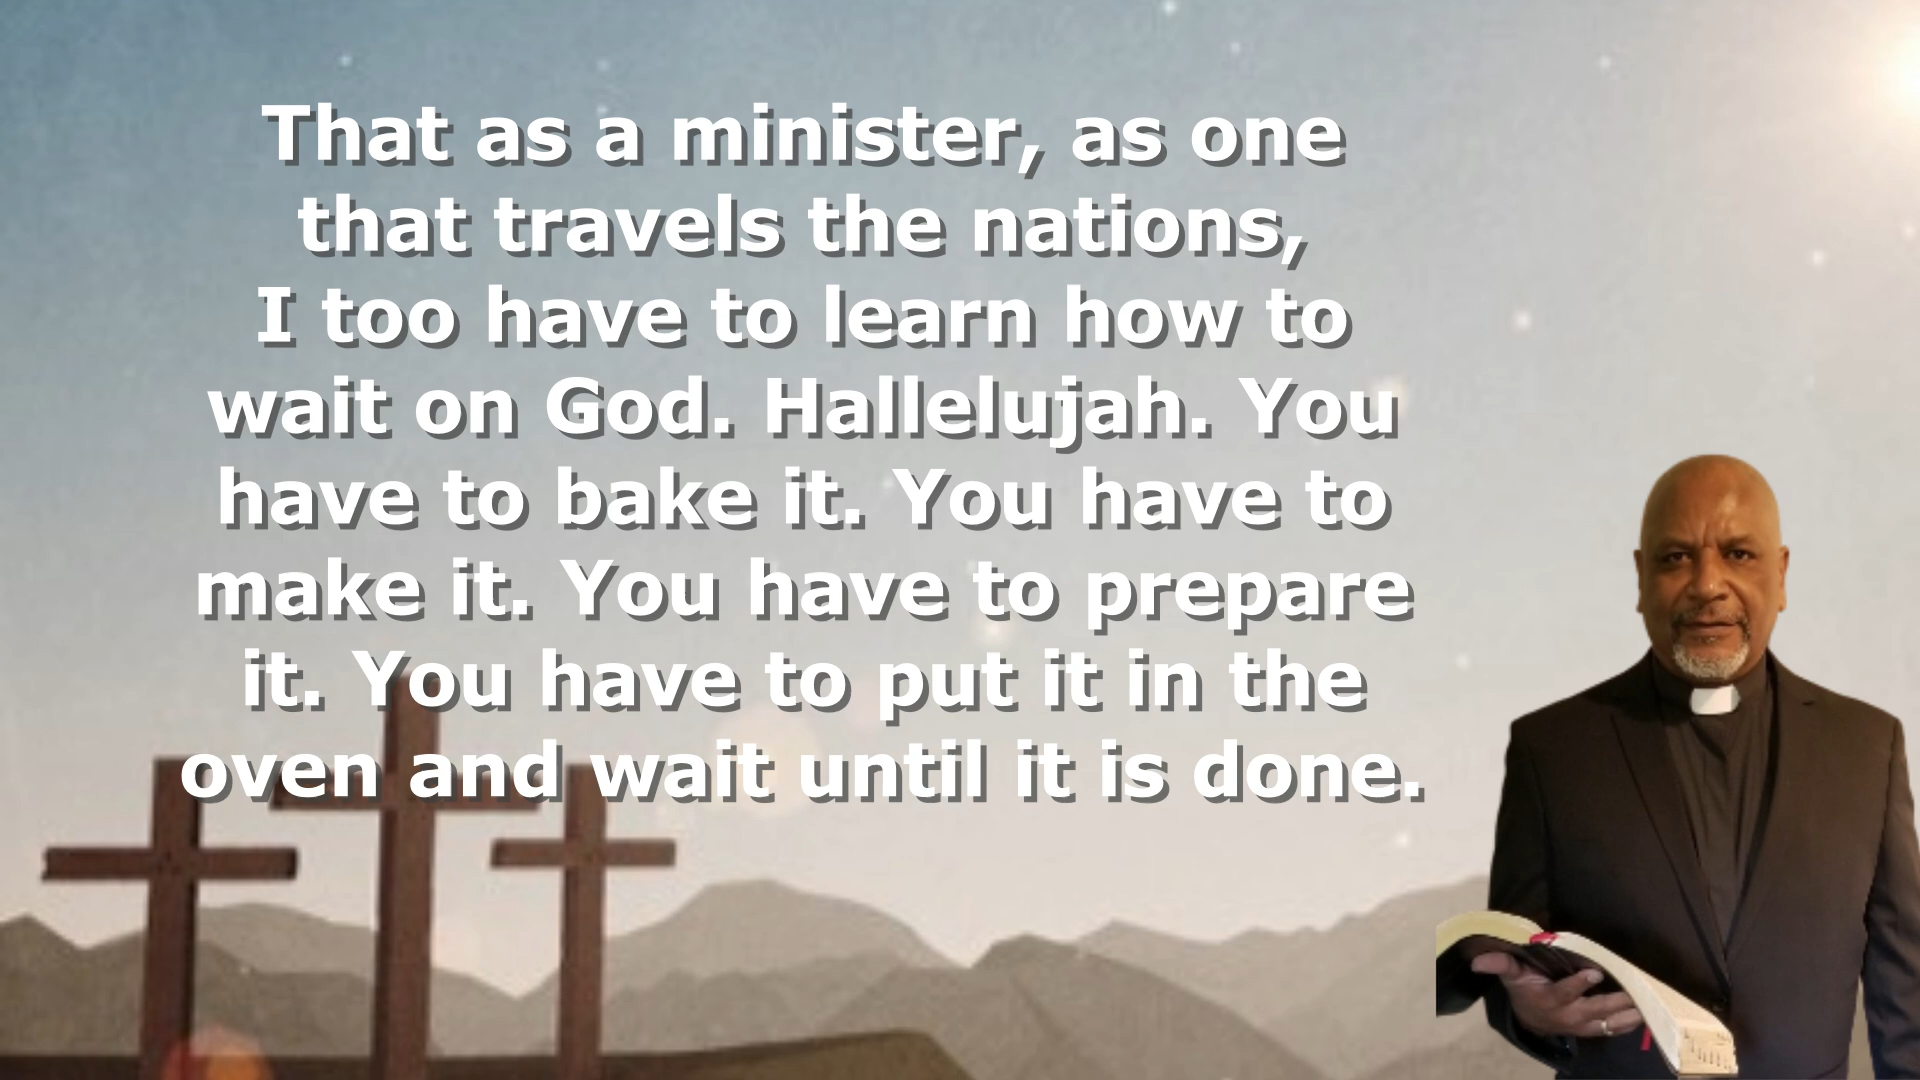 That as a minister, as one
that travels the nations,
I too have to learn how to
wait on God. Hallelujah. You
have to bake it. You have to
make it. You have to prepare
it. You have to put it in the
oven and wait until it is done.